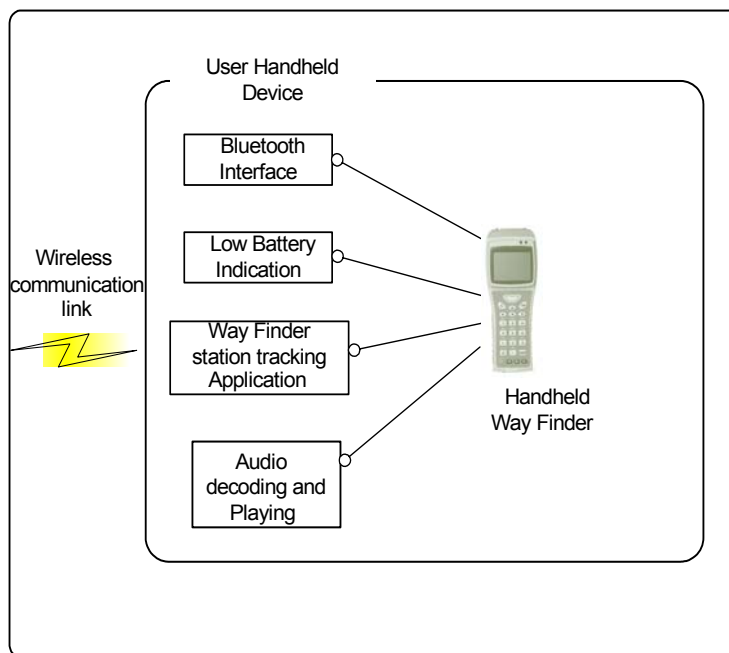 User Handheld
Device
Bluetooth
Interface
Low Battery
Indication
Wireless
communication
link
Way Finder
station tracking
Application
Handheld
Way Finder
Audio
decoding and
Playing